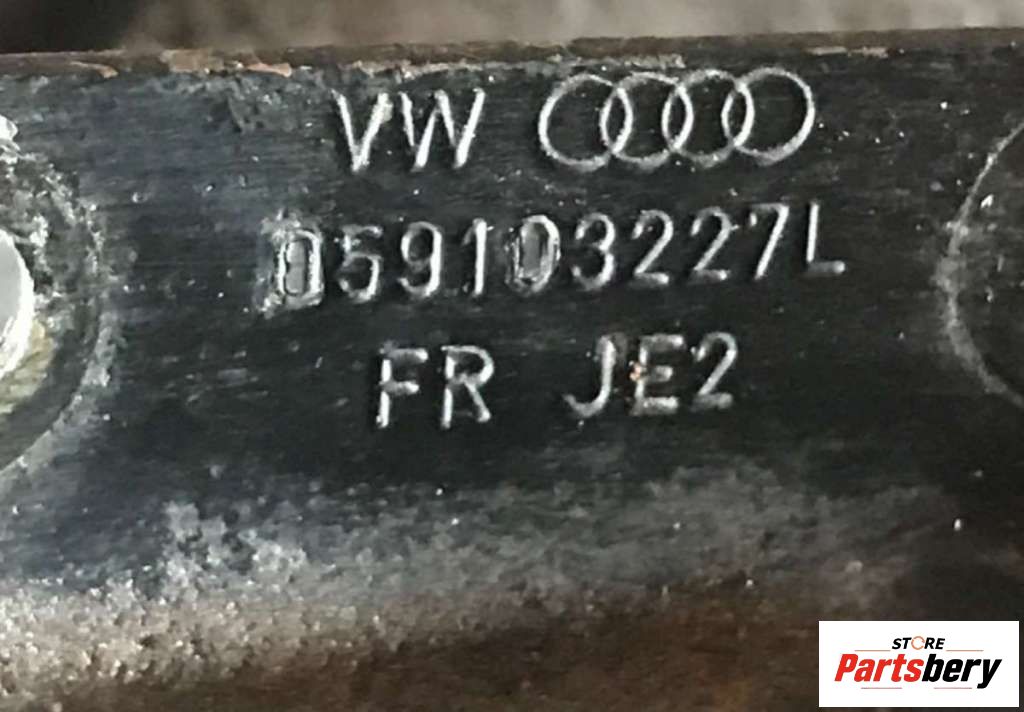 VW
059103227L
FR JE2
STORE
Partsbery